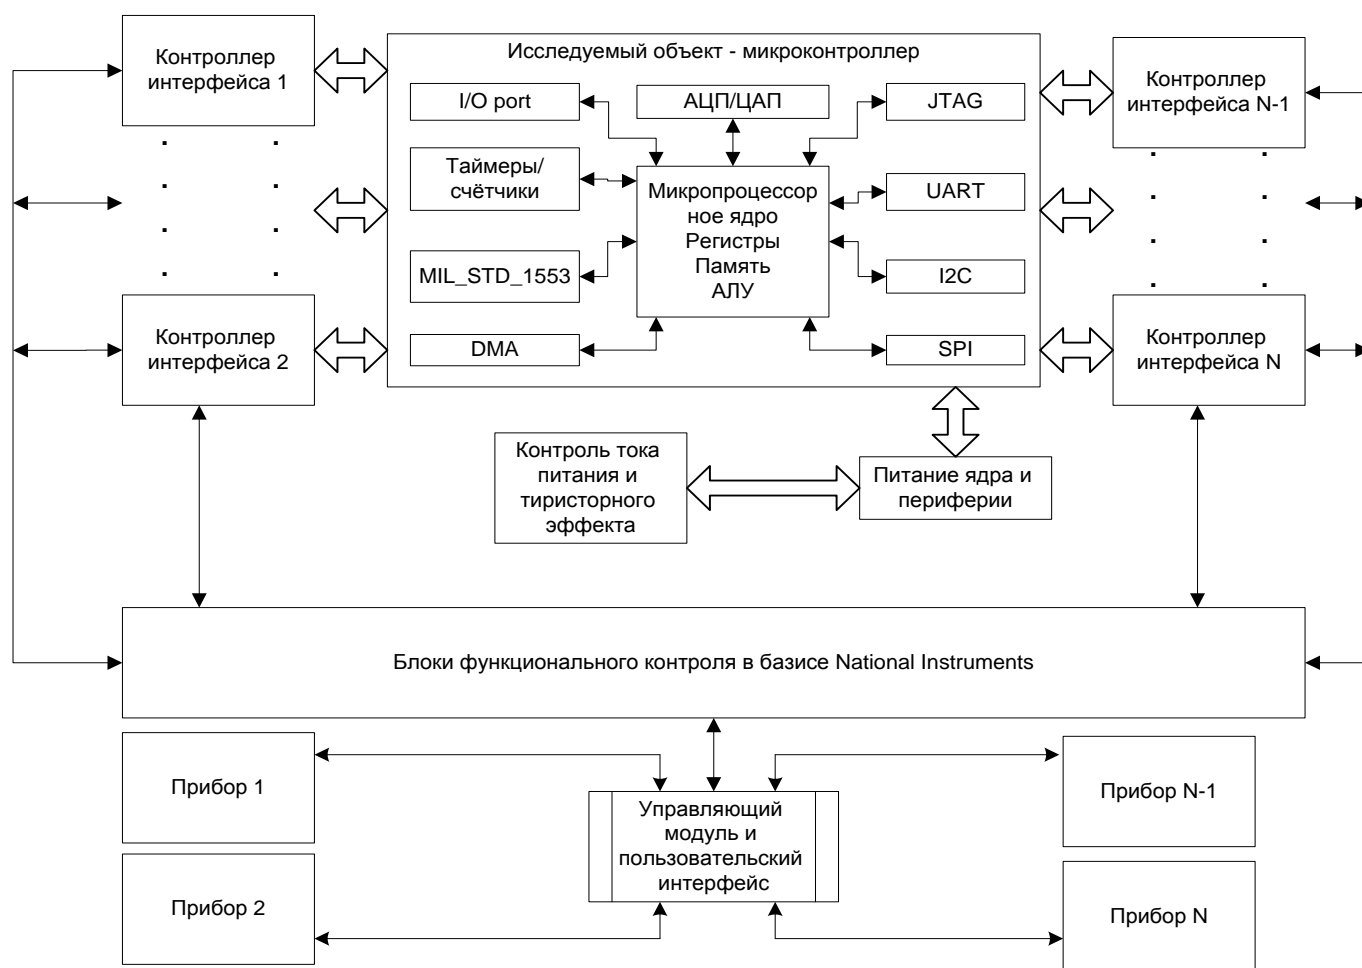 Контроллер
интерфейса 1
Исследуемый объект - микроконтроллер
Контроллер
интерфейса N-1
I/O port
АЦП/ЦАП
JTAG
Таймеры/
счётчики
Микропроцессор
ное ядро
Регистры
Память
АЛУ
UART
MIL_STD_1553
I2C
DMA
SPI
Контроллер
интерфейса 2
Контроллер
интерфейса N
Контроль тока
питания и
тиристорного
эффекта
Питание ядра и
периферии
Блоки функционального контроля в базисе National Instruments
Прибор 1
Управляющий
модуль и
пользовательский
интерфейс
Прибор N-1
Прибор 2
Прибор N